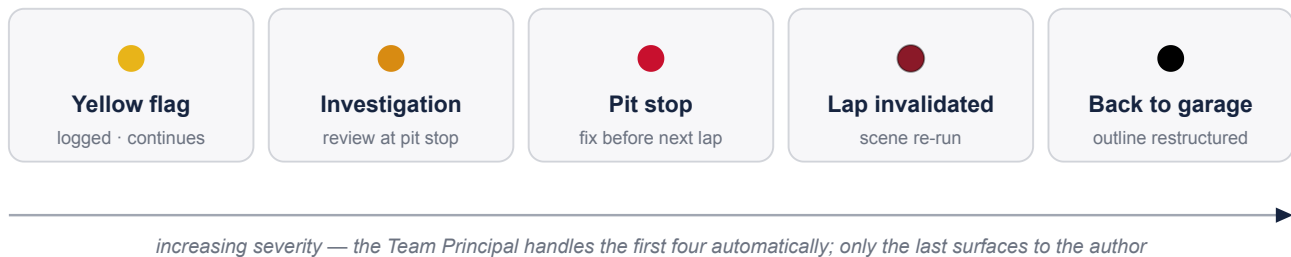 Yellow flag
logged · continues
Investigation
review at pit stop
Pit stop
fix before next lap
Lap invalidated
scene re-run
Back to garage
outline restructured
increasing severity — the Team Principal handles the first four automatically; only the last surfaces to the author